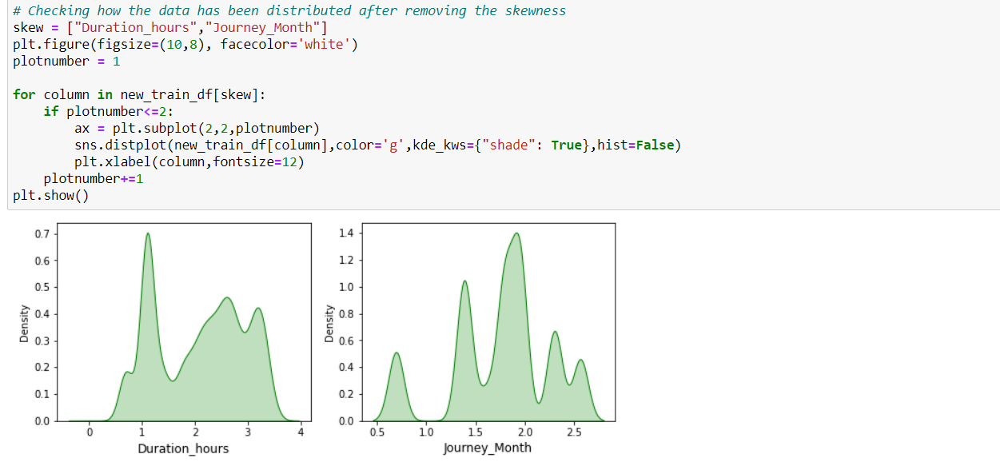 # Checking how the data has been distributed after removing the skewness
skew = ["Duration_hours","Journey_Month"]
plt.figure(figsize=(10,8), facecolor='white')
plotnumber = 1
for column in new_train_df[skew]:
    if plotnumber<=2:
        ax = plt.subplot(2,2,plotnumber)
        sns.distplot(new_train_df[column],color='g',kde_kws={"shade": True},hist=False)
        plt.xlabel(column,fontsize=12)
    plotnumber+=1
plt.show()
0.7
0.6
0.5
0.4
0.3
0.2
0.1
0.0
Density
0 1 2 3 4
Duration_hours
1.4
1.2
1.0
0.8
0.6
0.4
0.2
0.0
Density
0.5 1.0 1.5 2.0 2.5
Journey_Month